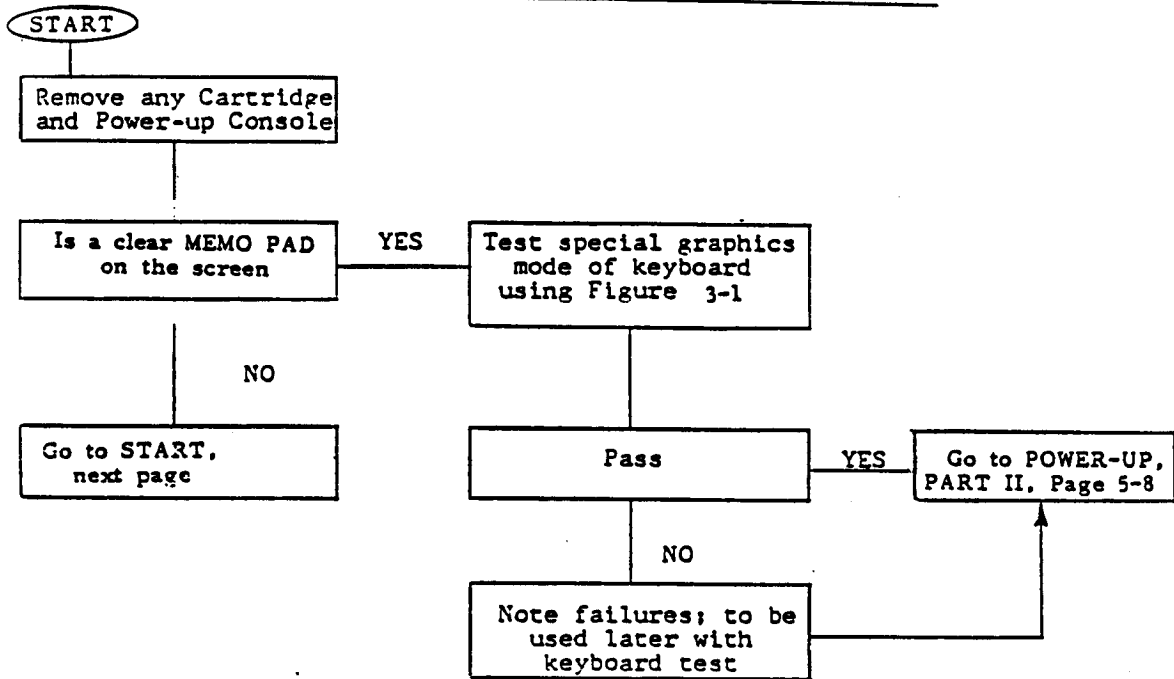 START
Remove any Cartridge
and Power-up Console
Is a clear MEMO PAD
on the screen
YES
Test special graphics
mode of keyboard
using Figure 3-1
NO
Go to START,
next page
Pass
YES
Go to POWER-UP,
PART II, Page 5-8
NO
Note failures; to be
used later with
keyboard test